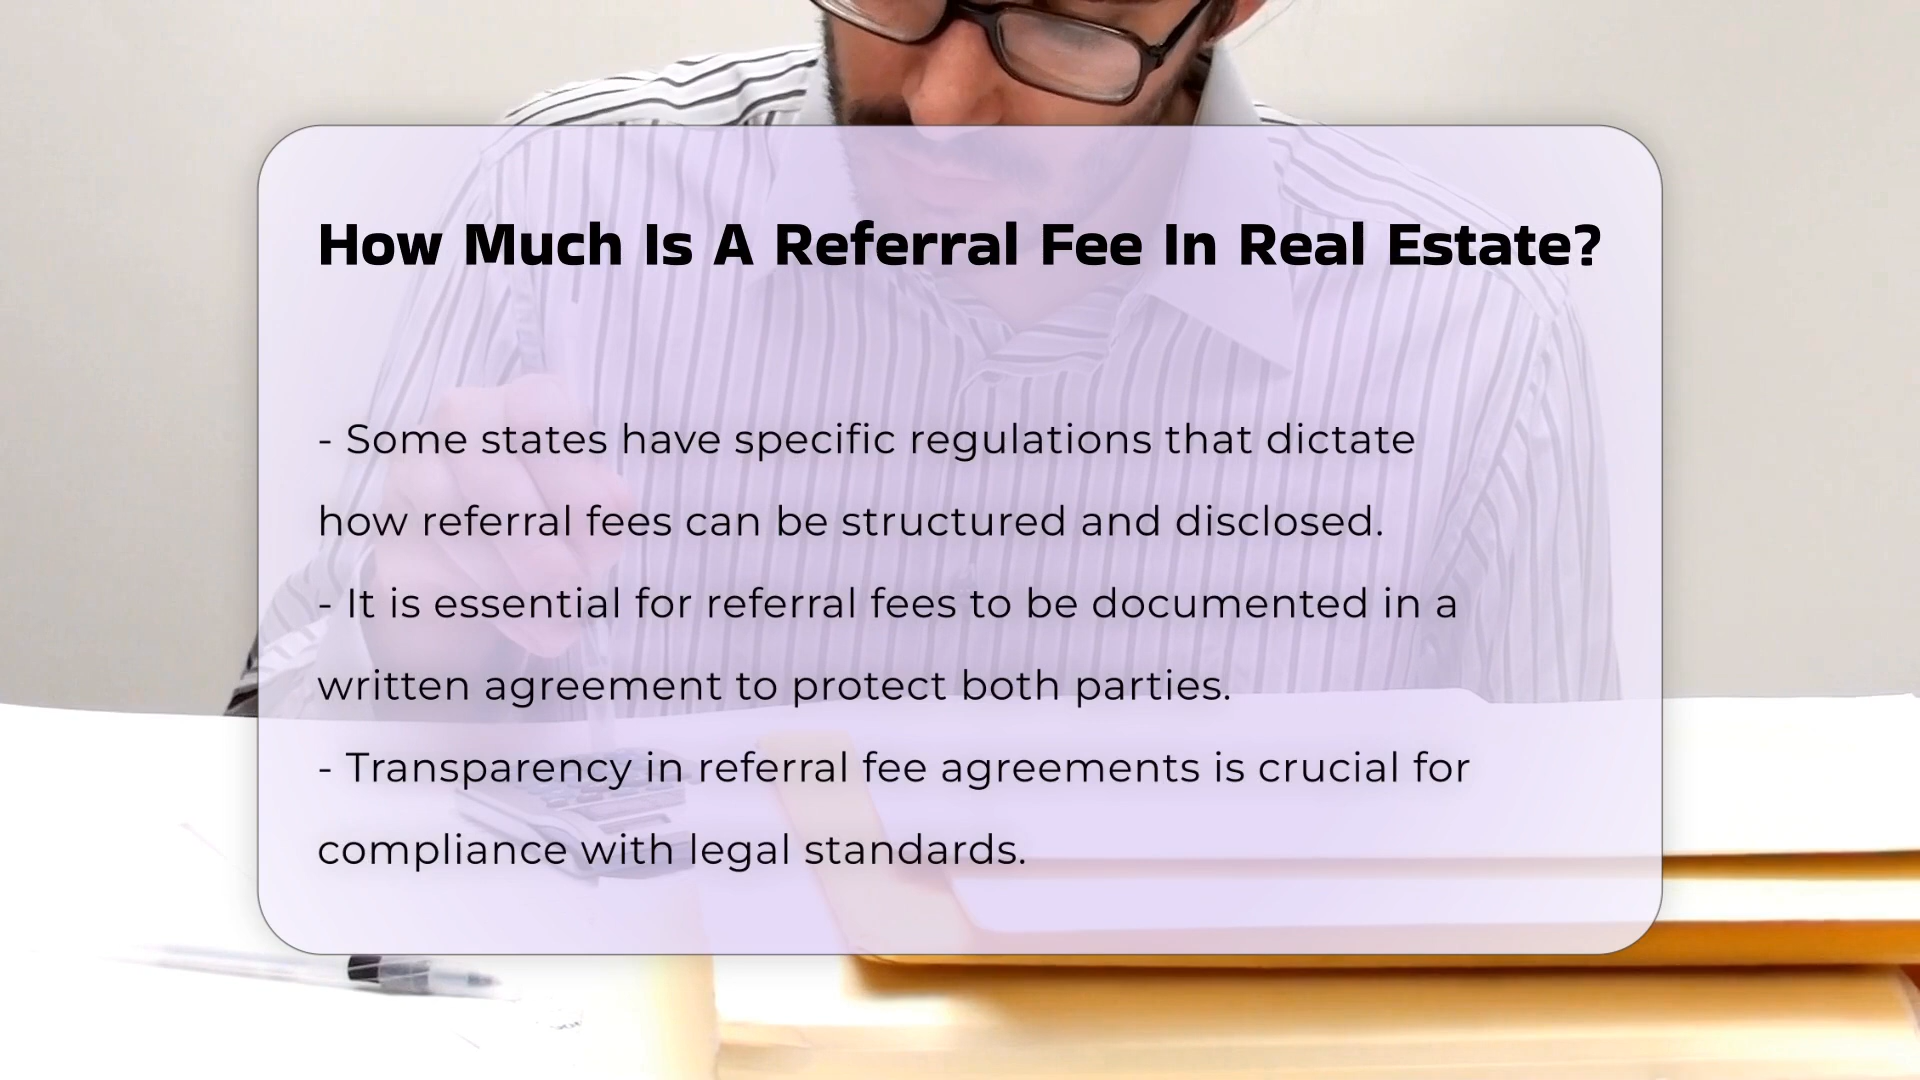 How Much Is A Referral Fee In Real Estate?
- Some states have specific regulations that dictate
how referral fees can be structured and disclosed.
- It is essential for referral fees to be documented in a
written agreement to protect both parties.
- Transparency in referral fee agreements is crucial for
compliance with legal standards.